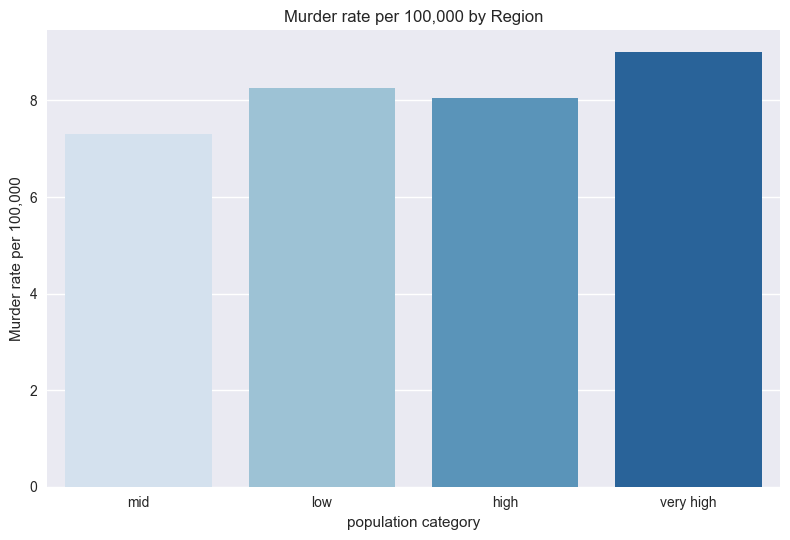 Murder rate per 100,000 by Region
Murder rate per 100,000
8
6
4
2
0
mid
low
high
very high
population category